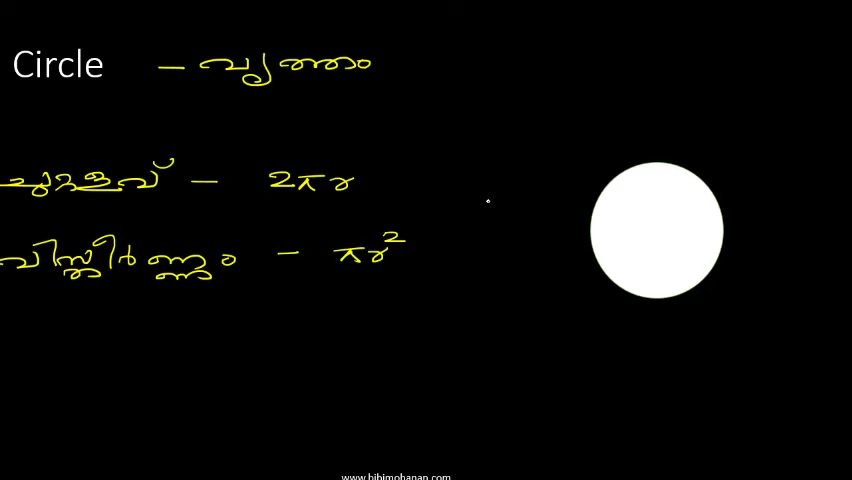 Circle - വൃത്തം
ചുറ്റളവ് - 2πr
വിസ്തീർണ്ണം - πr²
www.bibimohanan.com